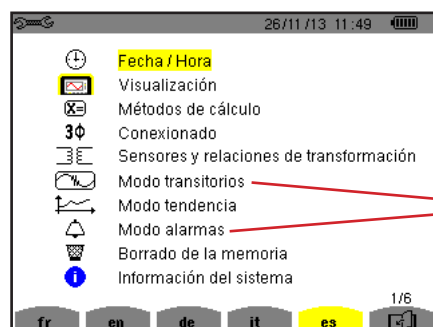 26/11/13 11:49
Fecha / Hora
Visualización
Métodos de cálculo
3Φ Conexionado
Sensores y relaciones de transformación
Modo transitorios
Modo tendencia
Modo alarmas
Borrado de la memoria
Información del sistema
1/6
fr en de it es